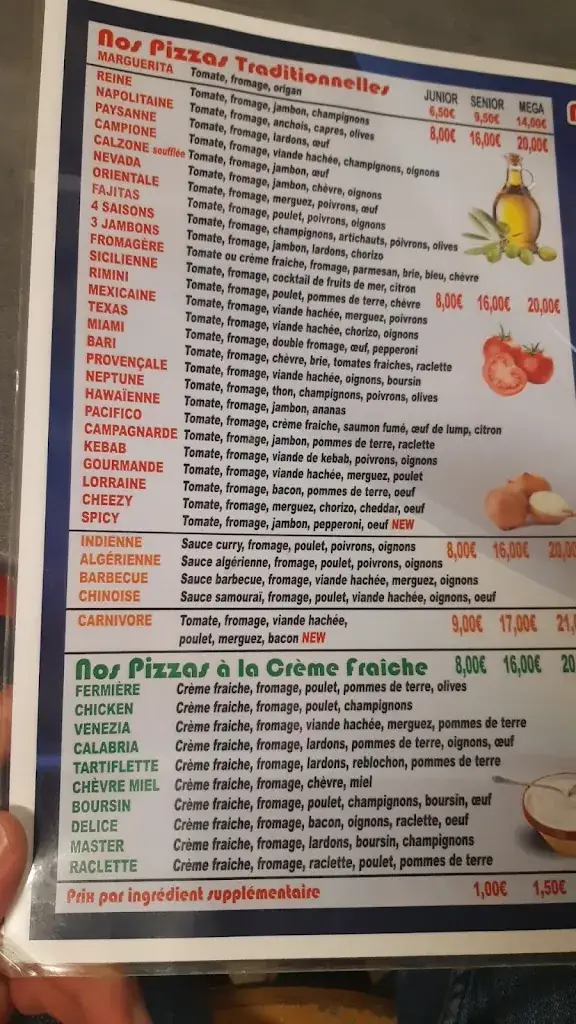 Nos Pizzas Traditionnelles
JUNIOR SENIOR MEGA
MARGUERITA Tomate, fromage, origan 6,50€ 9,50€ 14,00€
REINE Tomate, fromage, jambon, champignons 8,00€ 16,00€ 20,00€
NAPOLITAINE Tomate, fromage, anchois, capres, olives
PAYSANNE Tomate, fromage, lardons, œuf
CAMPIONE Tomate, fromage, viande hachée, champignons, oignons
CALZONE soufflée Tomate, fromage, jambon, œuf
NEVADA Tomate, fromage, jambon, chèvre, oignons
ORIENTALE Tomate, fromage, merguez, poivrons, œuf
FAJITAS Tomate, fromage, poulet, poivrons, oignons
4 SAISONS Tomate, fromage, champignons, artichauts, poivrons, olives
3 JAMBONS Tomate, fromage, jambon, lardons, chorizo
FROMAGÈRE Tomate ou crème fraiche, fromage, parmesan, brie, bleu, chèvre
SICILIENNE Tomate, fromage, cocktail de fruits de mer, citron
RIMINI Tomate, fromage, poulet, pommes de terre, chèvre 8,00€ 16,00€ 20,00€
MEXICAINE Tomate, fromage, viande hachée, merguez, poivrons
TEXAS Tomate, fromage, viande hachée, chorizo, oignons
MIAMI Tomate, fromage, double fromage, œuf, pepperoni
BARI Tomate, fromage, chèvre, brie, tomates fraiches, raclette
PROVENÇALE Tomate, fromage, viande hachée, oignons, boursin
NEPTUNE Tomate, fromage, thon, champignons, poivrons, olives
HAWAÏENNE Tomate, fromage, jambon, ananas
PACIFICO Tomate, fromage, crème fraiche, saumon fumé, œuf de lump, citron
CAMPAGNARDE Tomate, fromage, jambon, pommes de terre, raclette
KEBAB Tomate, fromage, viande de kebab, poivrons, oignons
GOURMANDE Tomate, fromage, viande hachée, merguez, poulet
LORRAINE Tomate, fromage, bacon, pommes de terre, oeuf
CHEEZY Tomate, fromage, merguez, chorizo, cheddar, oeuf
SPICY Tomate, fromage, jambon, pepperoni, oeuf NEW
INDIENNE Sauce curry, fromage, poulet, poivrons, oignons 8,00€ 16,00€ 20,00
ALGÉRIENNE Sauce algérienne, fromage, poulet, poivrons, oignons
BARBECUE Sauce barbecue, fromage, viande hachée, merguez, oignons
CHINOISE Sauce samouraï, fromage, poulet, viande hachée, oignons, oeuf
CARNIVORE Tomate, fromage, viande hachée, 9,00€ 17,00€ 21,
poulet, merguez, bacon NEW
Nos Pizzas à la Crème Fraîche 8,00€ 16,00€ 20
FERMIÈRE Crème fraiche, fromage, poulet, pommes de terre, olives
CHICKEN Crème fraiche, fromage, poulet, champignons
VENEZIA Crème fraiche, fromage, viande hachée, merguez, pommes de terre
CALABRIA Crème fraiche, fromage, lardons, pommes de terre, oignons, œuf
TARTIFLETTE Crème fraiche, fromage, lardons, reblochon, pommes de terre
CHÈVRE MIEL Crème fraiche, fromage, chèvre, miel
BOURSIN Crème fraiche, fromage, poulet, champignons, boursin, œuf
DELICE Crème fraiche, fromage, bacon, oignons, raclette, oeuf
MASTER Crème fraiche, fromage, lardons, boursin, champignons
RACLETTE Crème fraiche, fromage, raclette, poulet, pommes de terre
Prix par ingrédient supplémentaire 1,00€ 1,50€